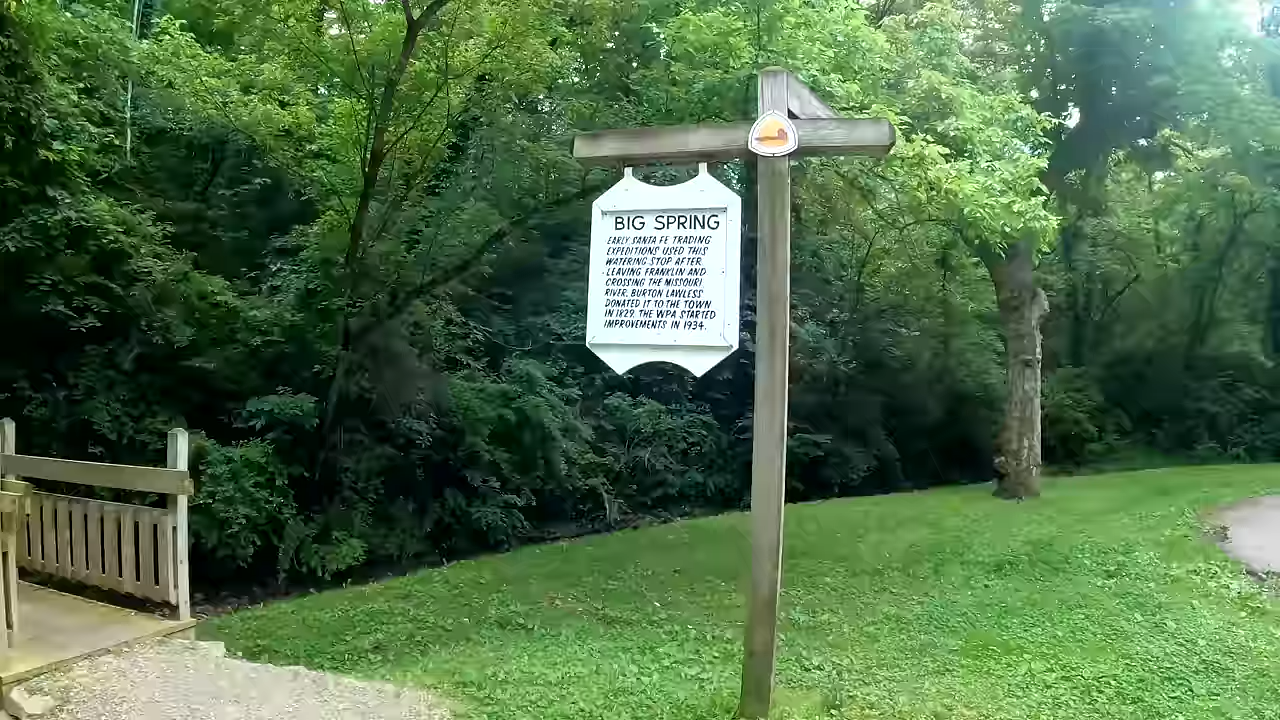 BIG SPRING
EARLY SANTA FE TRADING
EXPEDITIONS USED THIS
WATERING STOP AFTER
LEAVING FRANKLIN AND
CROSSING THE MISSOURI
RIVER. BURTON LAWLESS
DONATED IT TO THE TOWN
IN 1829. THE WPA STARTED
IMPROVEMENTS IN 1934.